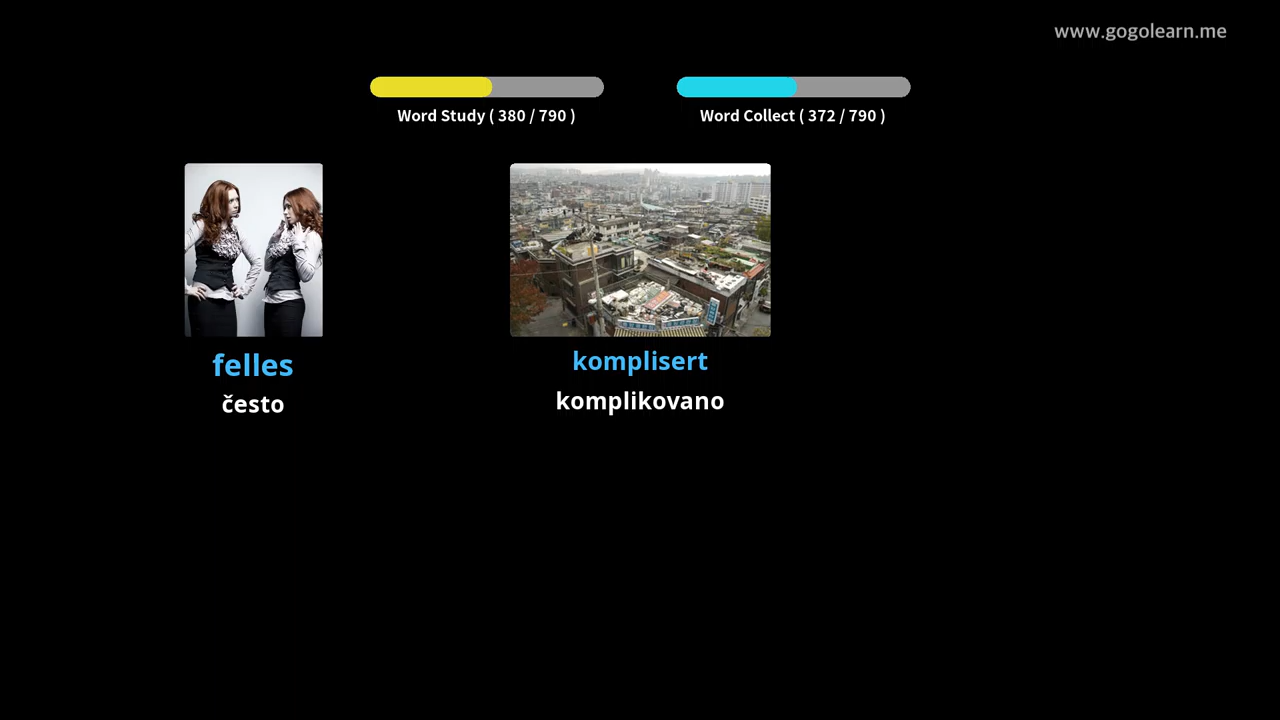 www.gogolearn.me
Word Study ( 380 / 790 )
Word Collect ( 372 / 790 )
felles
često
komplisert
komplikovano